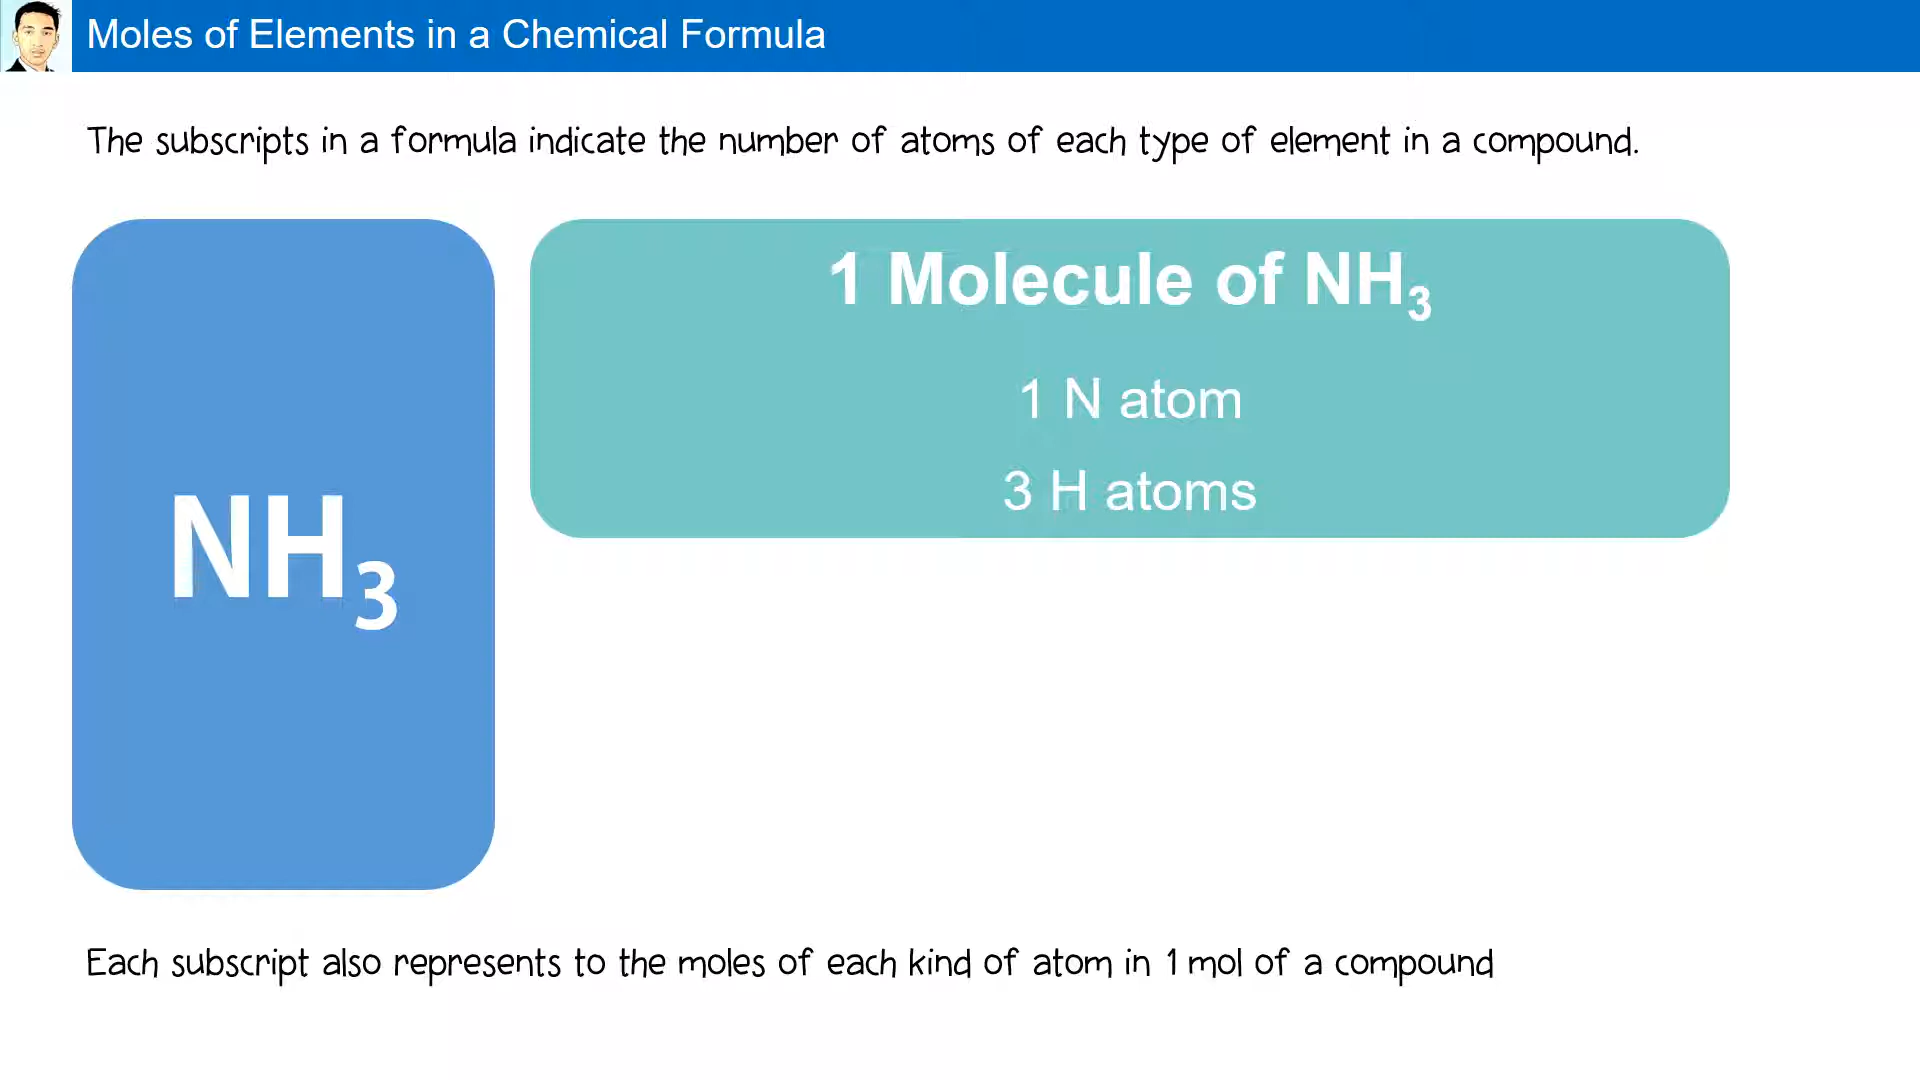 Moles of Elements in a Chemical Formula
The subscripts in a formula indicate the number of atoms of each type of element in a compound.
NH₃
1 Molecule of NH₃
1 N atom
3 H atoms
Each subscript also represents to the moles of each kind of atom in 1 mol of a compound